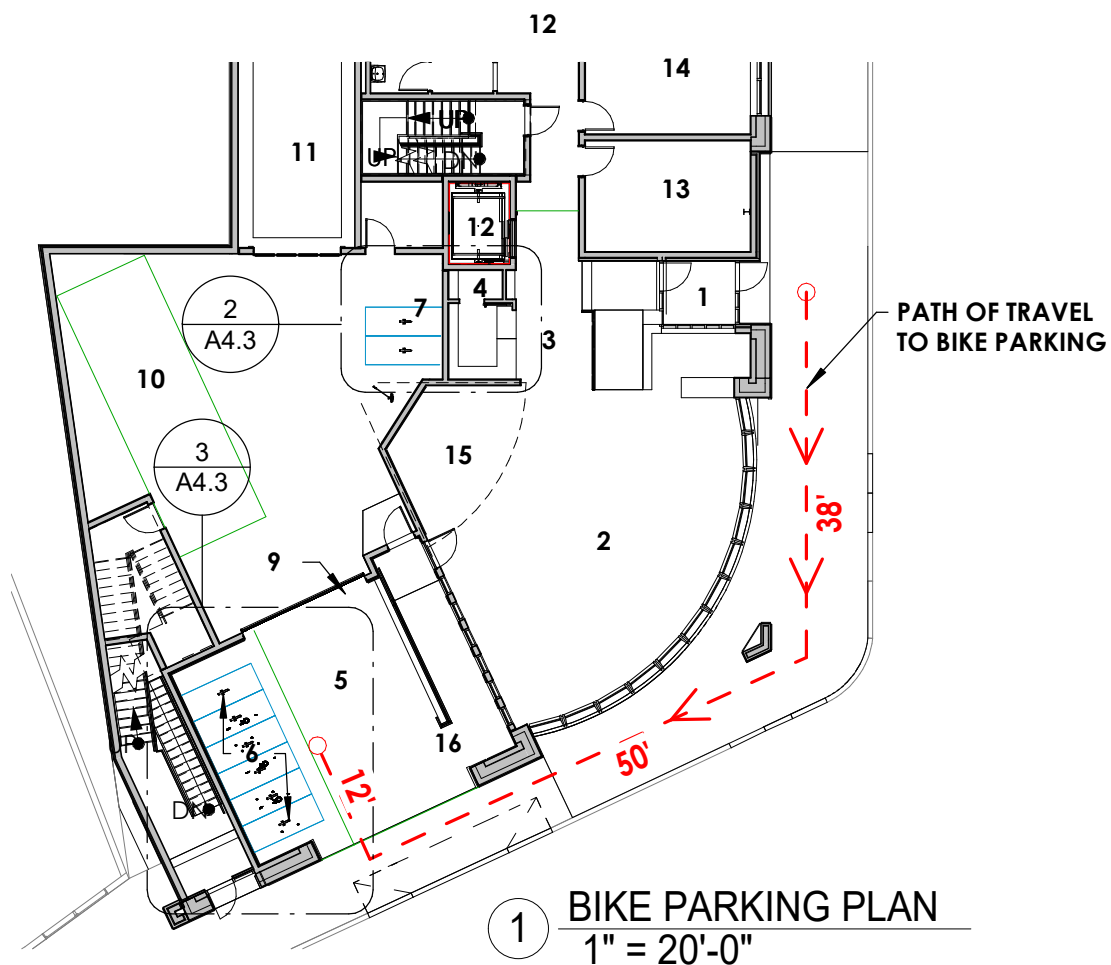 12
14
11
UP
UP
DN
13
12
4
7
3
1
2
A4.3
PATH OF TRAVEL
TO BIKE PARKING
10
3
A4.3
15
38'
2
9
5
16
6
50'
12'
1
BIKE PARKING PLAN
1" = 20'-0"